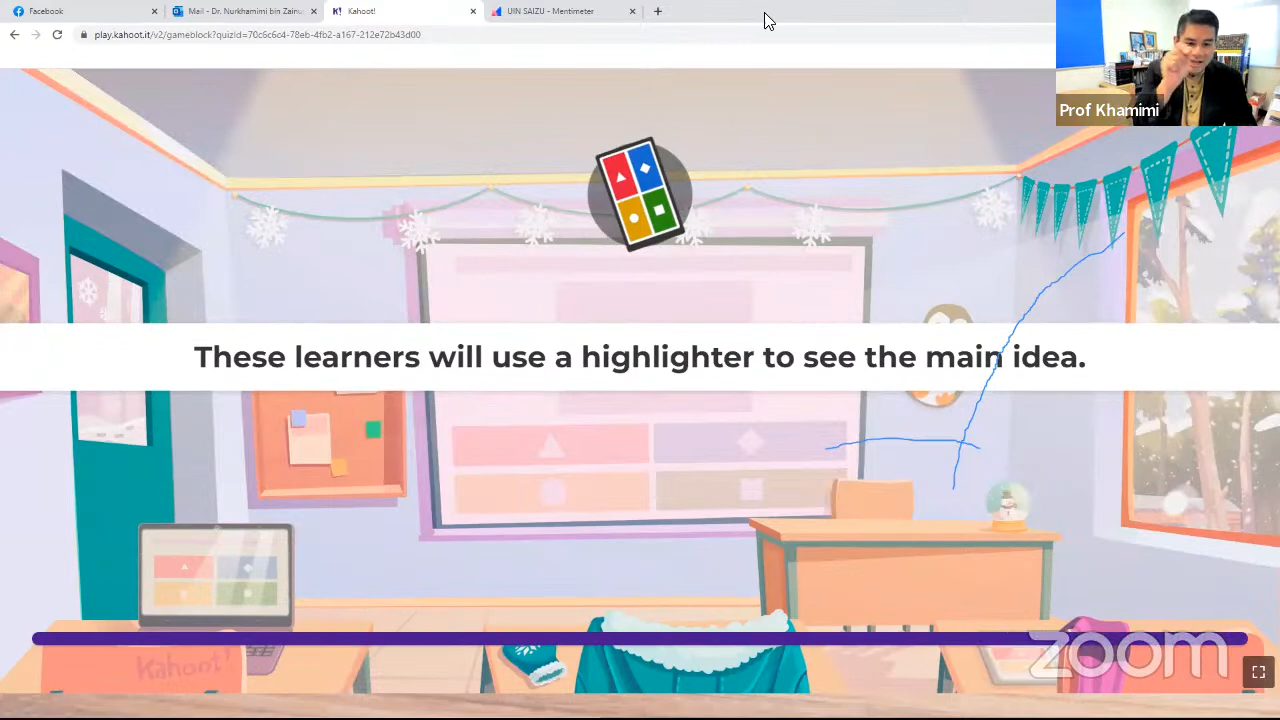 Facebook
Mail - Dr. Nurkhamimi bin Zainu
Kahoot!
UIN SAIZU - Mentimeter
play.kahoot.it/v2/gameblock?quizid=70c6c6c4-78eb-4fb2-a167-212e72b43d00
Prof Khamimi
These learners will use a highlighter to see the main idea.
Kahoot!
zoom